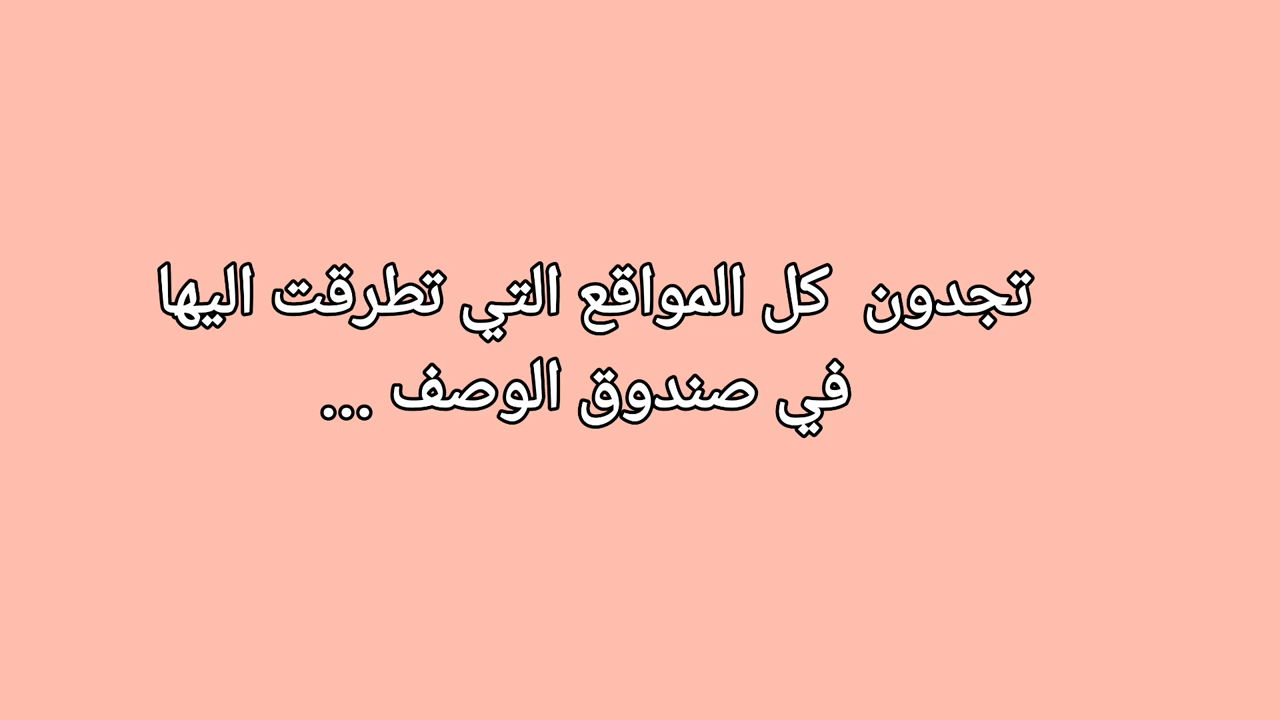 تجدون  كل المواقع التي تطرقت اليها
في صندوق الوصف ...